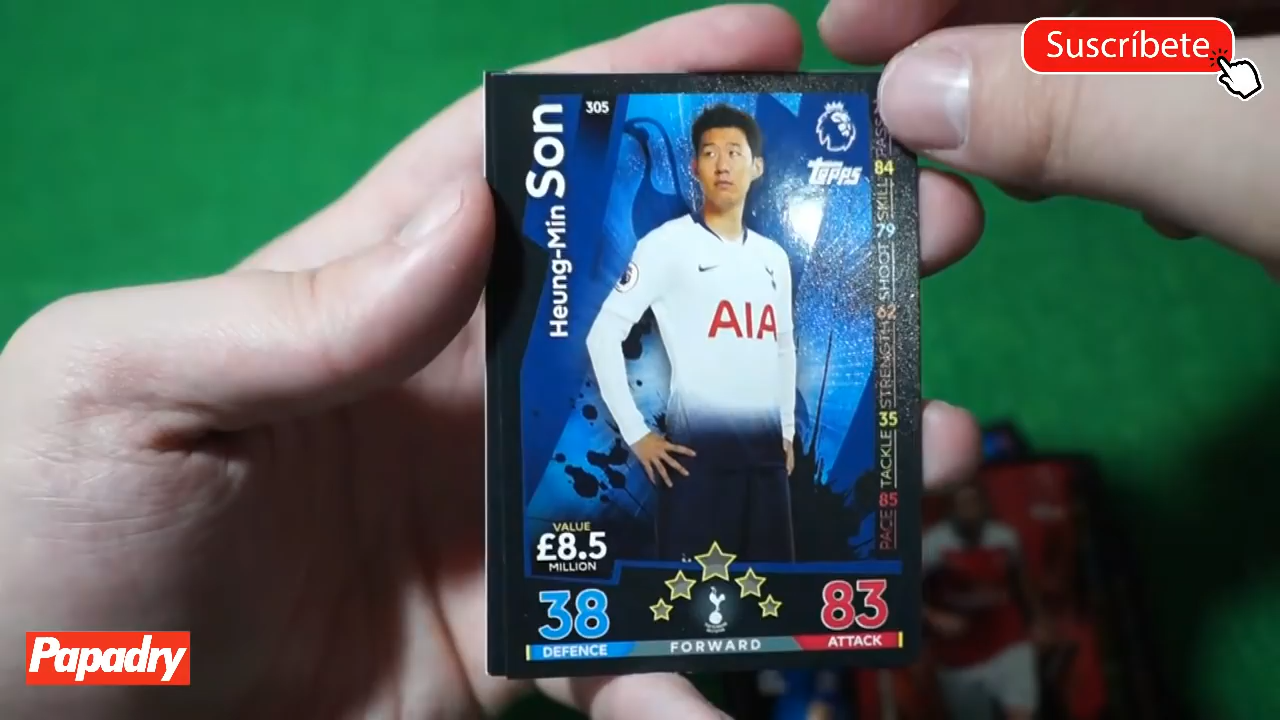 Suscríbete
305
Heung-Min Son
TOPPS
PASS
84
SKILL
79
SHOOT
62
STRENGTH
35
TACKLE
85
PACE
AIA
VALUE
£8.5
MILLION
38
83
DEFENCE
FORWARD
ATTACK
Papadry